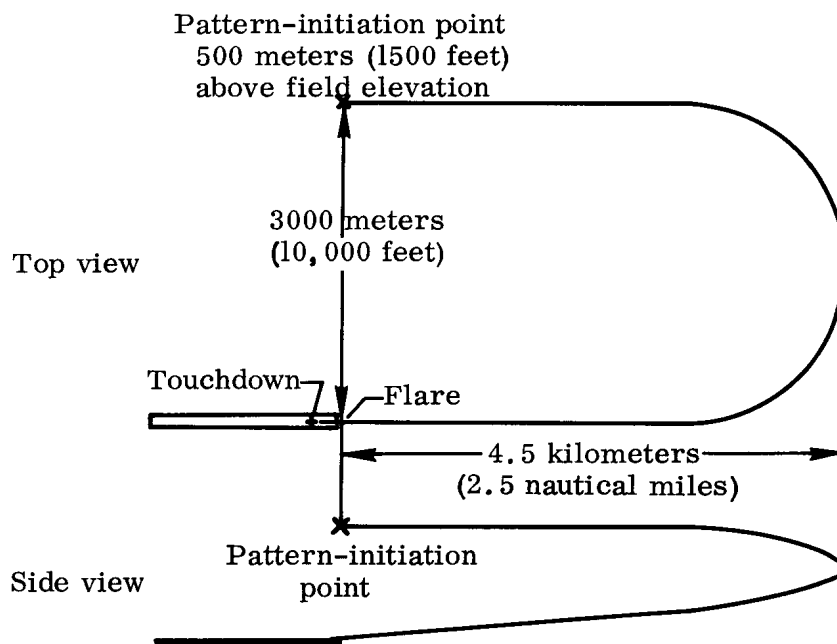 Pattern-initiation point
500 meters (1500 feet)
above field elevation
3000 meters
(10,000 feet)
Top view
Touchdown
Flare
4.5 kilometers
(2.5 nautical miles)
Pattern-initiation
point
Side view